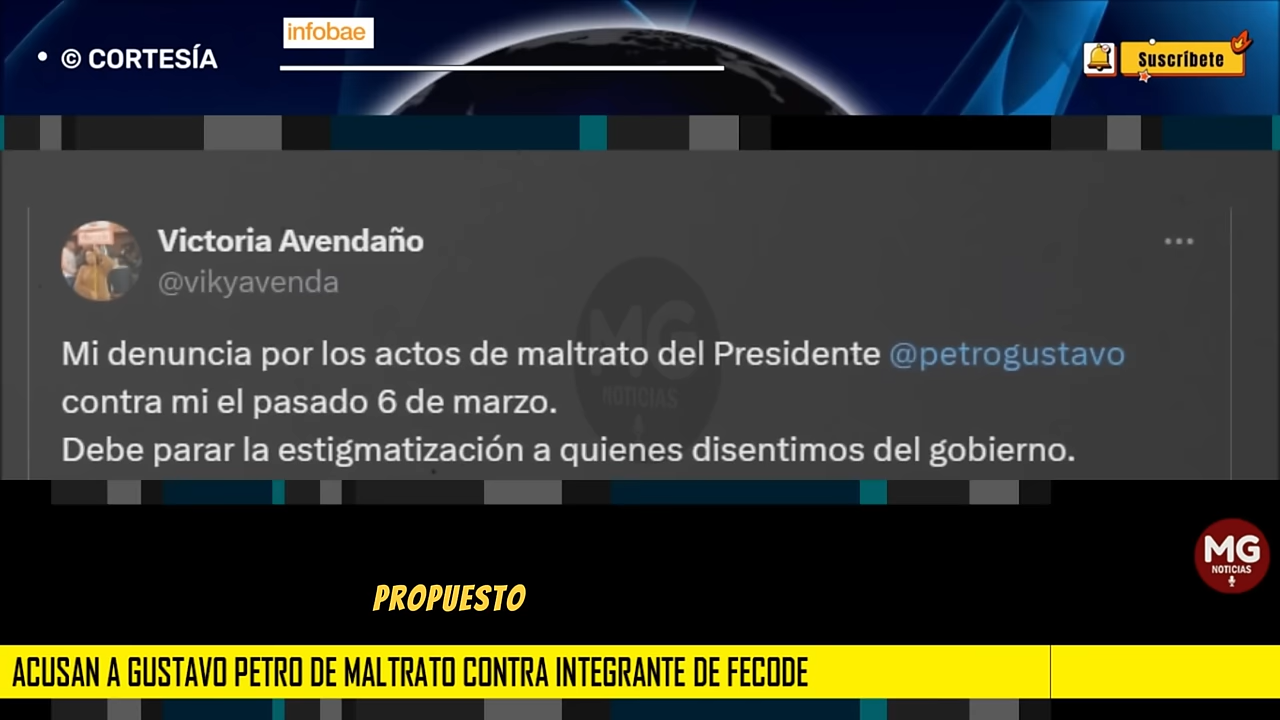 infobae
• © CORTESÍA
Suscríbete
Victoria Avendaño
@vikyavenda
Mi denuncia por los actos de maltrato del Presidente @petrogustavo
contra mi el pasado 6 de marzo.
Debe parar la estigmatización a quienes disentimos del gobierno.
MG
NOTICIAS
MG
NOTICIAS
PROPUESTO
ACUSAN A GUSTAVO PETRO DE MALTRATO CONTRA INTEGRANTE DE FECODE